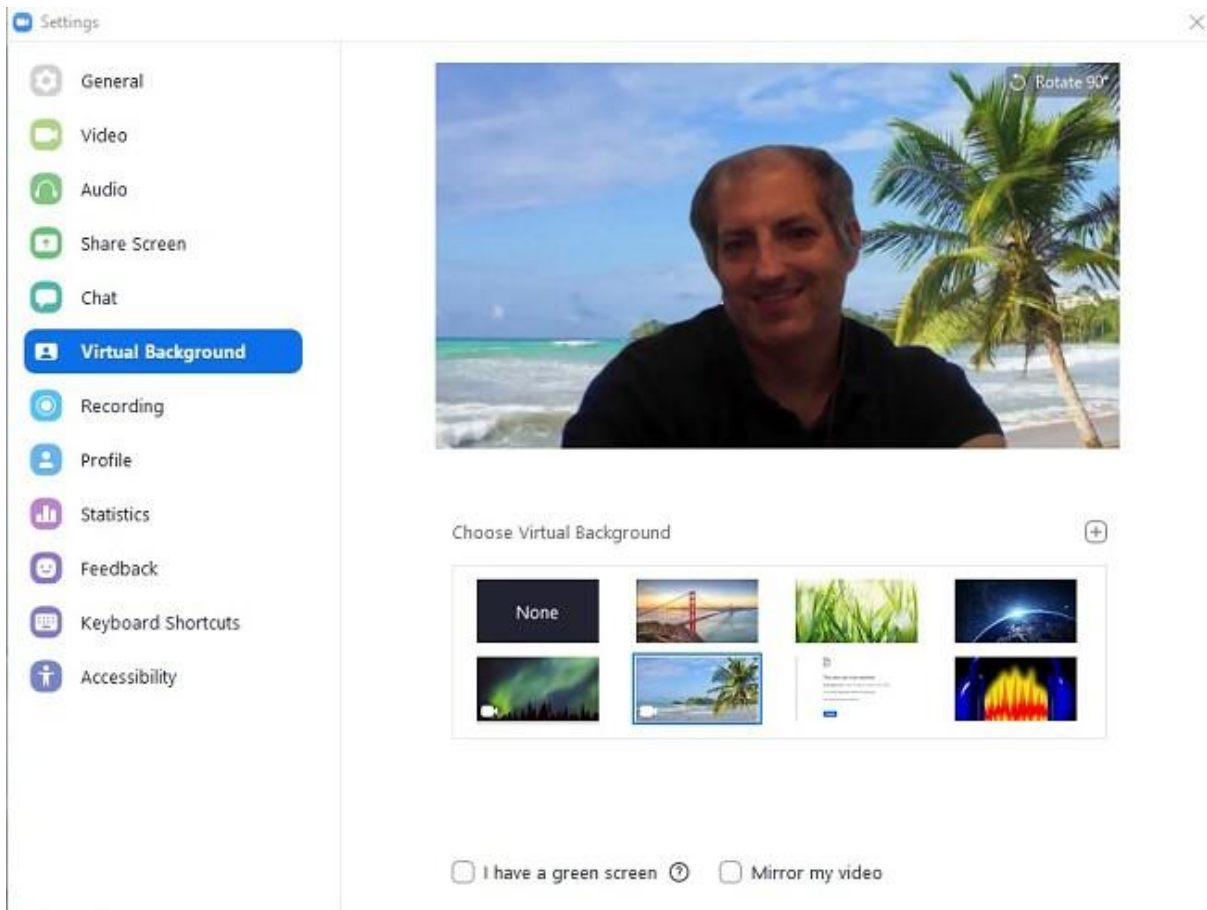 Settings
General
Video
Audio
Share Screen
Chat
Virtual Background
Recording
Profile
Statistics
Feedback
Keyboard Shortcuts
Accessibility
Rotate 90°
Choose Virtual Background
None
I have a green screen
Mirror my video